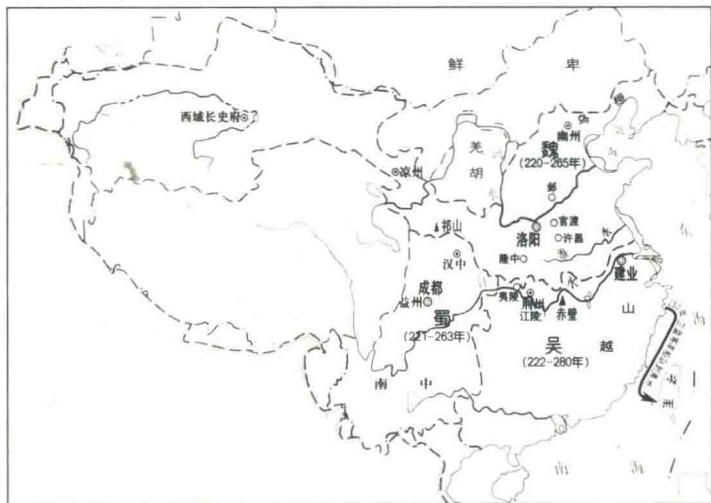 鲜卑
西域长史府
幽州
魏
(220-265年)
羌胡
凉州
邺
祁山
官渡
洛阳
许昌
隆中
汉中
建业
成都
益州
蜀
(221-263年)
夷陵
荆州
江陵
赤壁
山越
吴
(222-280年)
南中
夷
南海